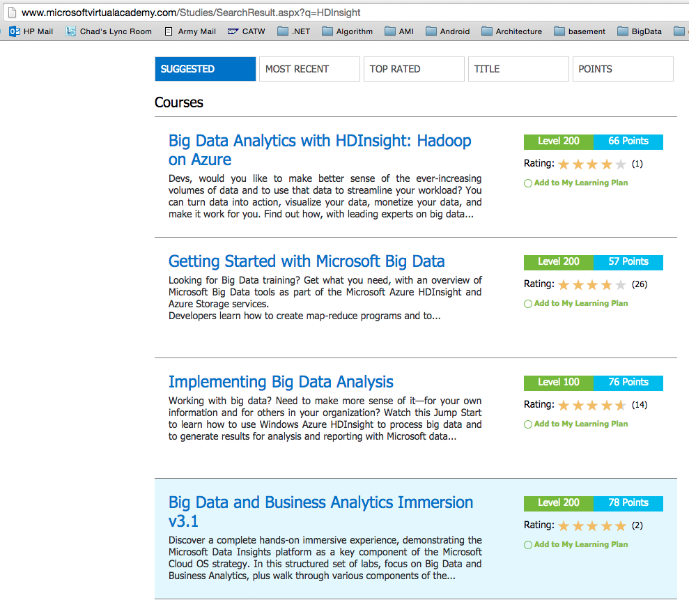 www.microsoftvirtualacademy.com/Studies/SearchResult.aspx?q=HDInsight
HP Mail Chad's Lync Room Army Mail CATW .NET Algorithm AMI Android Architecture basement BigData
SUGGESTED MOST RECENT TOP RATED TITLE POINTS
Courses
Big Data Analytics with HDInsight: Hadoop
on Azure
Level 200 66 Points
Rating: (1)
Add to My Learning Plan
Devs, would you like to make better sense of the ever-increasing
volumes of data and to use that data to streamline your workload? You
can turn data into action, visualize your data, monetize your data, and
make it work for you. Find out how, with leading experts on big data...
Getting Started with Microsoft Big Data
Level 200 57 Points
Rating: (26)
Add to My Learning Plan
Looking for Big Data training? Get what you need, with an overview of
Microsoft Big Data tools as part of the Microsoft Azure HDInsight and
Azure Storage services.
Developers learn how to create map-reduce programs and to...
Implementing Big Data Analysis
Level 100 76 Points
Rating: (14)
Add to My Learning Plan
Working with big data? Need to make more sense of it—for your own
information and for others in your organization? Watch this Jump Start
to learn how to use Windows Azure HDInsight to process big data and
to generate results for analysis and reporting with Microsoft data...
Big Data and Business Analytics Immersion
v3.1
Level 200 78 Points
Rating: (2)
Add to My Learning Plan
Discover a complete hands-on immersive experience, demonstrating the
Microsoft Data Insights platform as a key component of the Microsoft
Cloud OS strategy. In this structured set of labs, focus on Big Data and
Business Analytics, plus walk through various components of the...